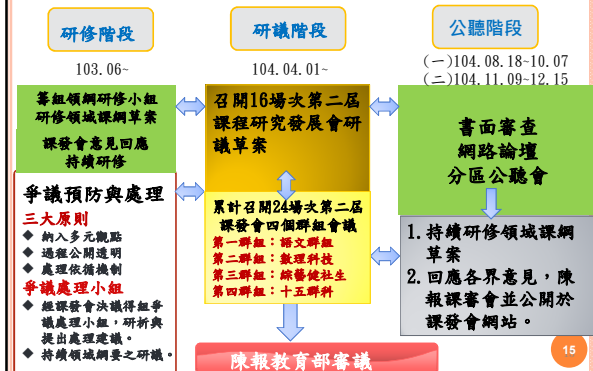 研修階段
103.06~
籌組領綱研修小組
研修領域課綱草案
課發會意見回應
持續研修
爭議預防與處理
三大原則
◆ 納入多元觀點
◆ 過程公開透明
◆ 處理依循機制
爭議處理小組
◆ 經課發會決議得組爭
議處理小組,研析與
提出處理建議。
◆ 持續領域綱要之研議。
研議階段
104.04.01~
召開16場次第二屆
課程研究發展會研
議草案
累計召開24場次第二屆
課發會四個群組會議
第一群組：語文群組
第二群組：數理科技
第三群組：綜藝健社生
第四群組：十五群科
陳報教育部審議
公聽階段
(一)104.08.18~10.07
(二)104.11.09~12.15
書面審查
網路論壇
分區公聽會
1.持續研修領域課綱
草案
2.回應各界意見，陳
報課審會並公開於
課發會網站。
15